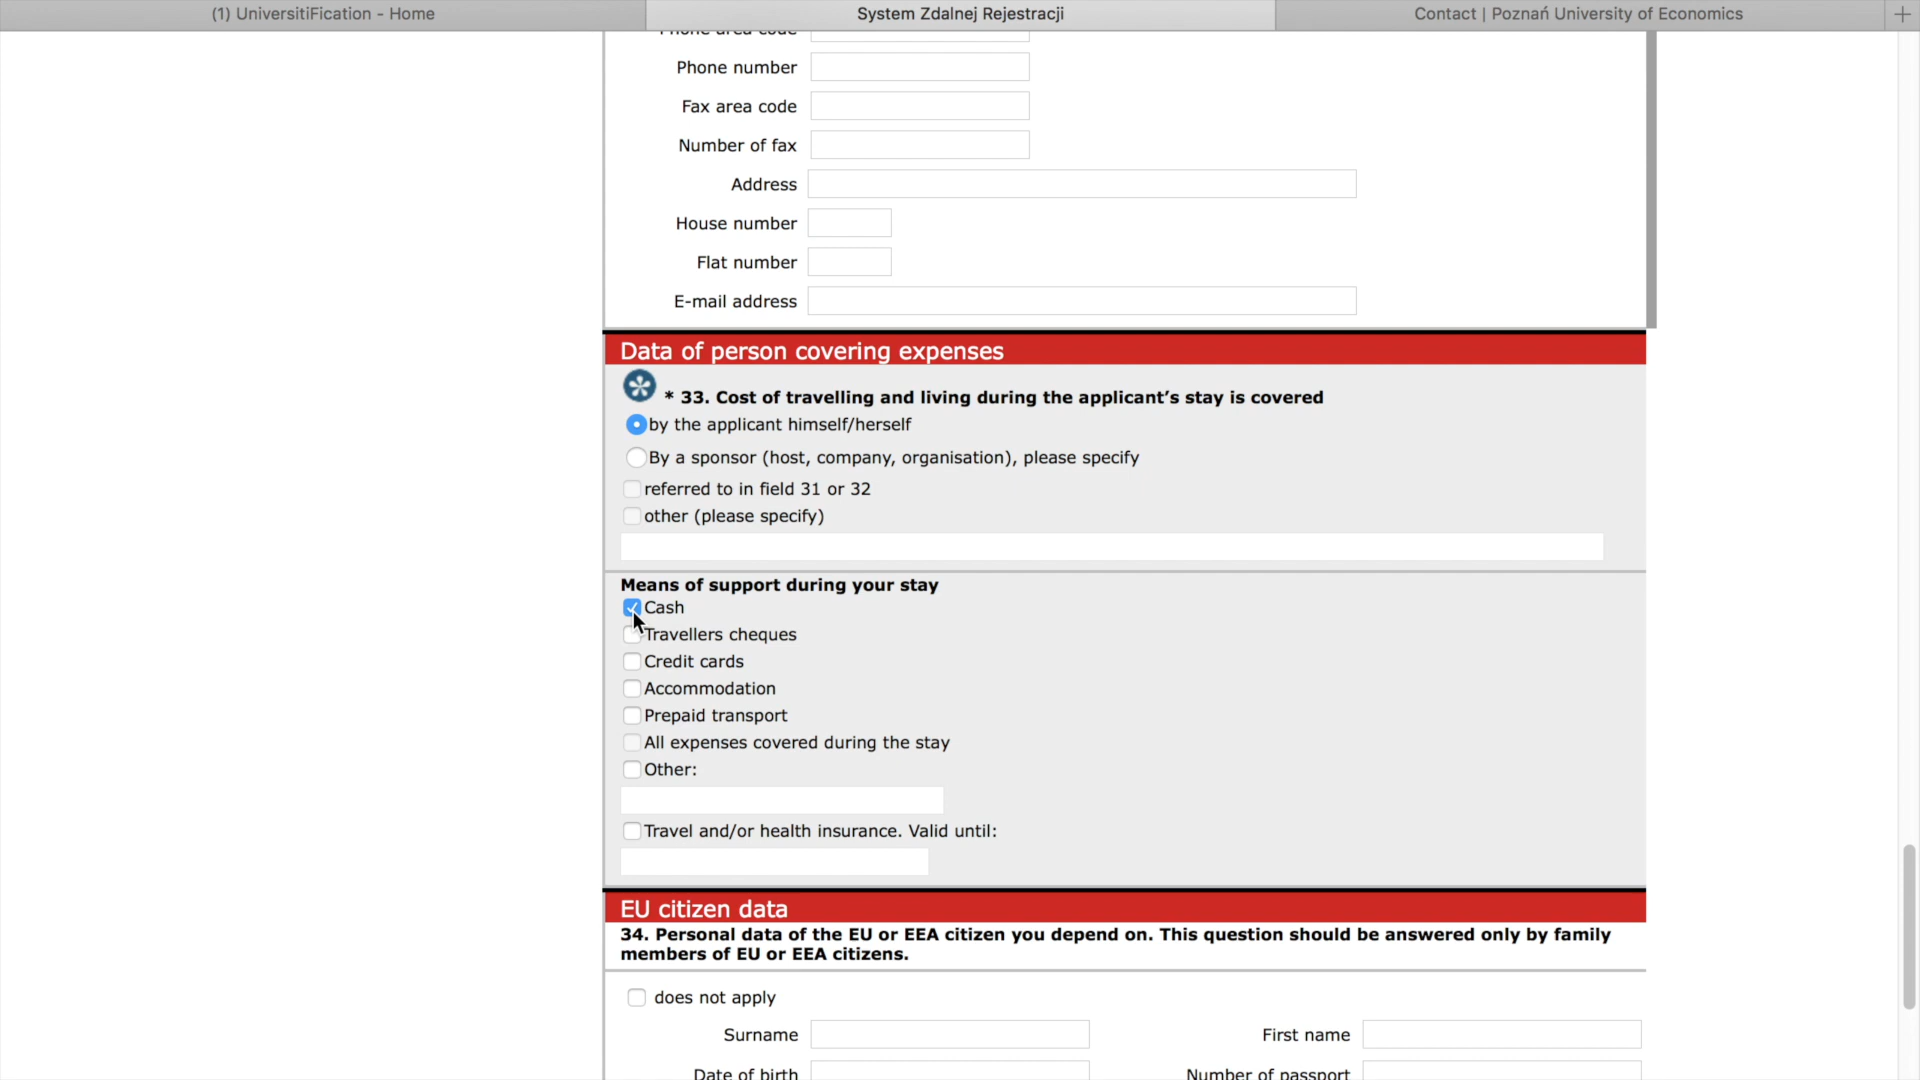 (1) UniversitiFication - Home
System Zdalnej Rejestracji
Contact | Poznań University of Economics
Phone area code
Phone number
Fax area code
Number of fax
Address
House number
Flat number
E-mail address
Data of person covering expenses
* 33. Cost of travelling and living during the applicant’s stay is covered
by the applicant himself/herself
By a sponsor (host, company, organisation), please specify
referred to in field 31 or 32
other (please specify)
Means of support during your stay
Cash
Travellers cheques
Credit cards
Accommodation
Prepaid transport
All expenses covered during the stay
Other:
Travel and/or health insurance. Valid until:
EU citizen data
34. Personal data of the EU or EEA citizen you depend on. This question should be answered only by family
members of EU or EEA citizens.
does not apply
Surname
First name
Date of birth
Number of passport